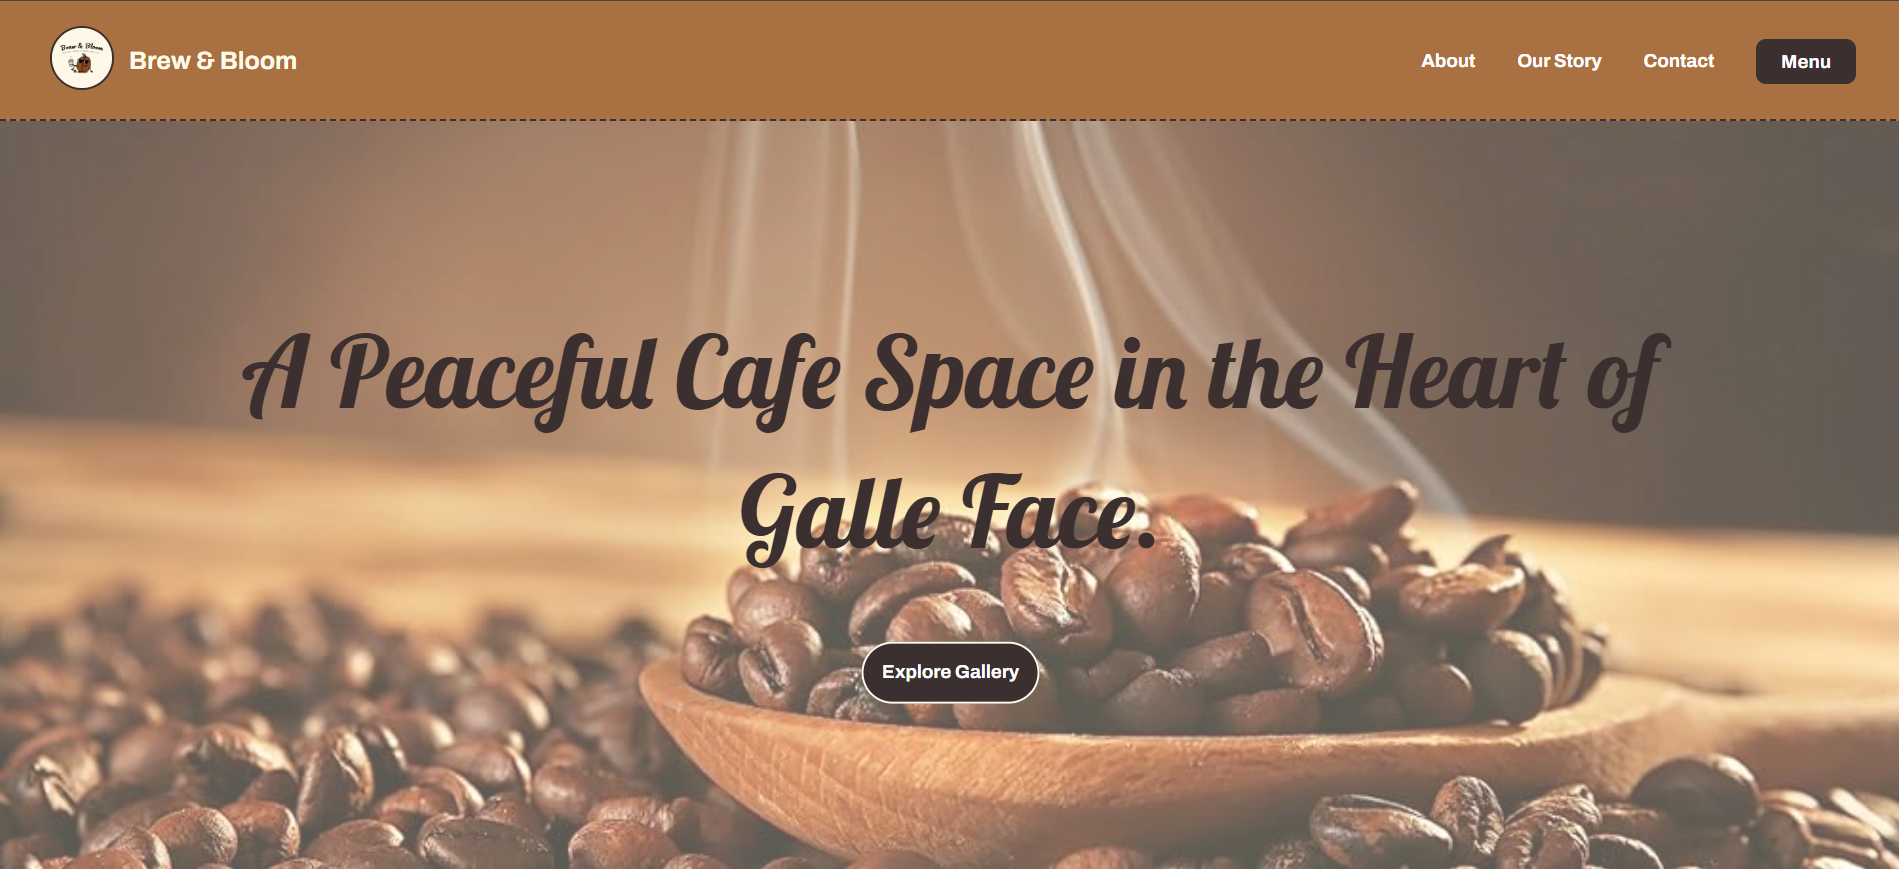 Brew & Bloom
Brew & Bloom
About
Our Story
Contact
Menu
A Peaceful Cafe Space in the Heart of
Galle Face.
Explore Gallery